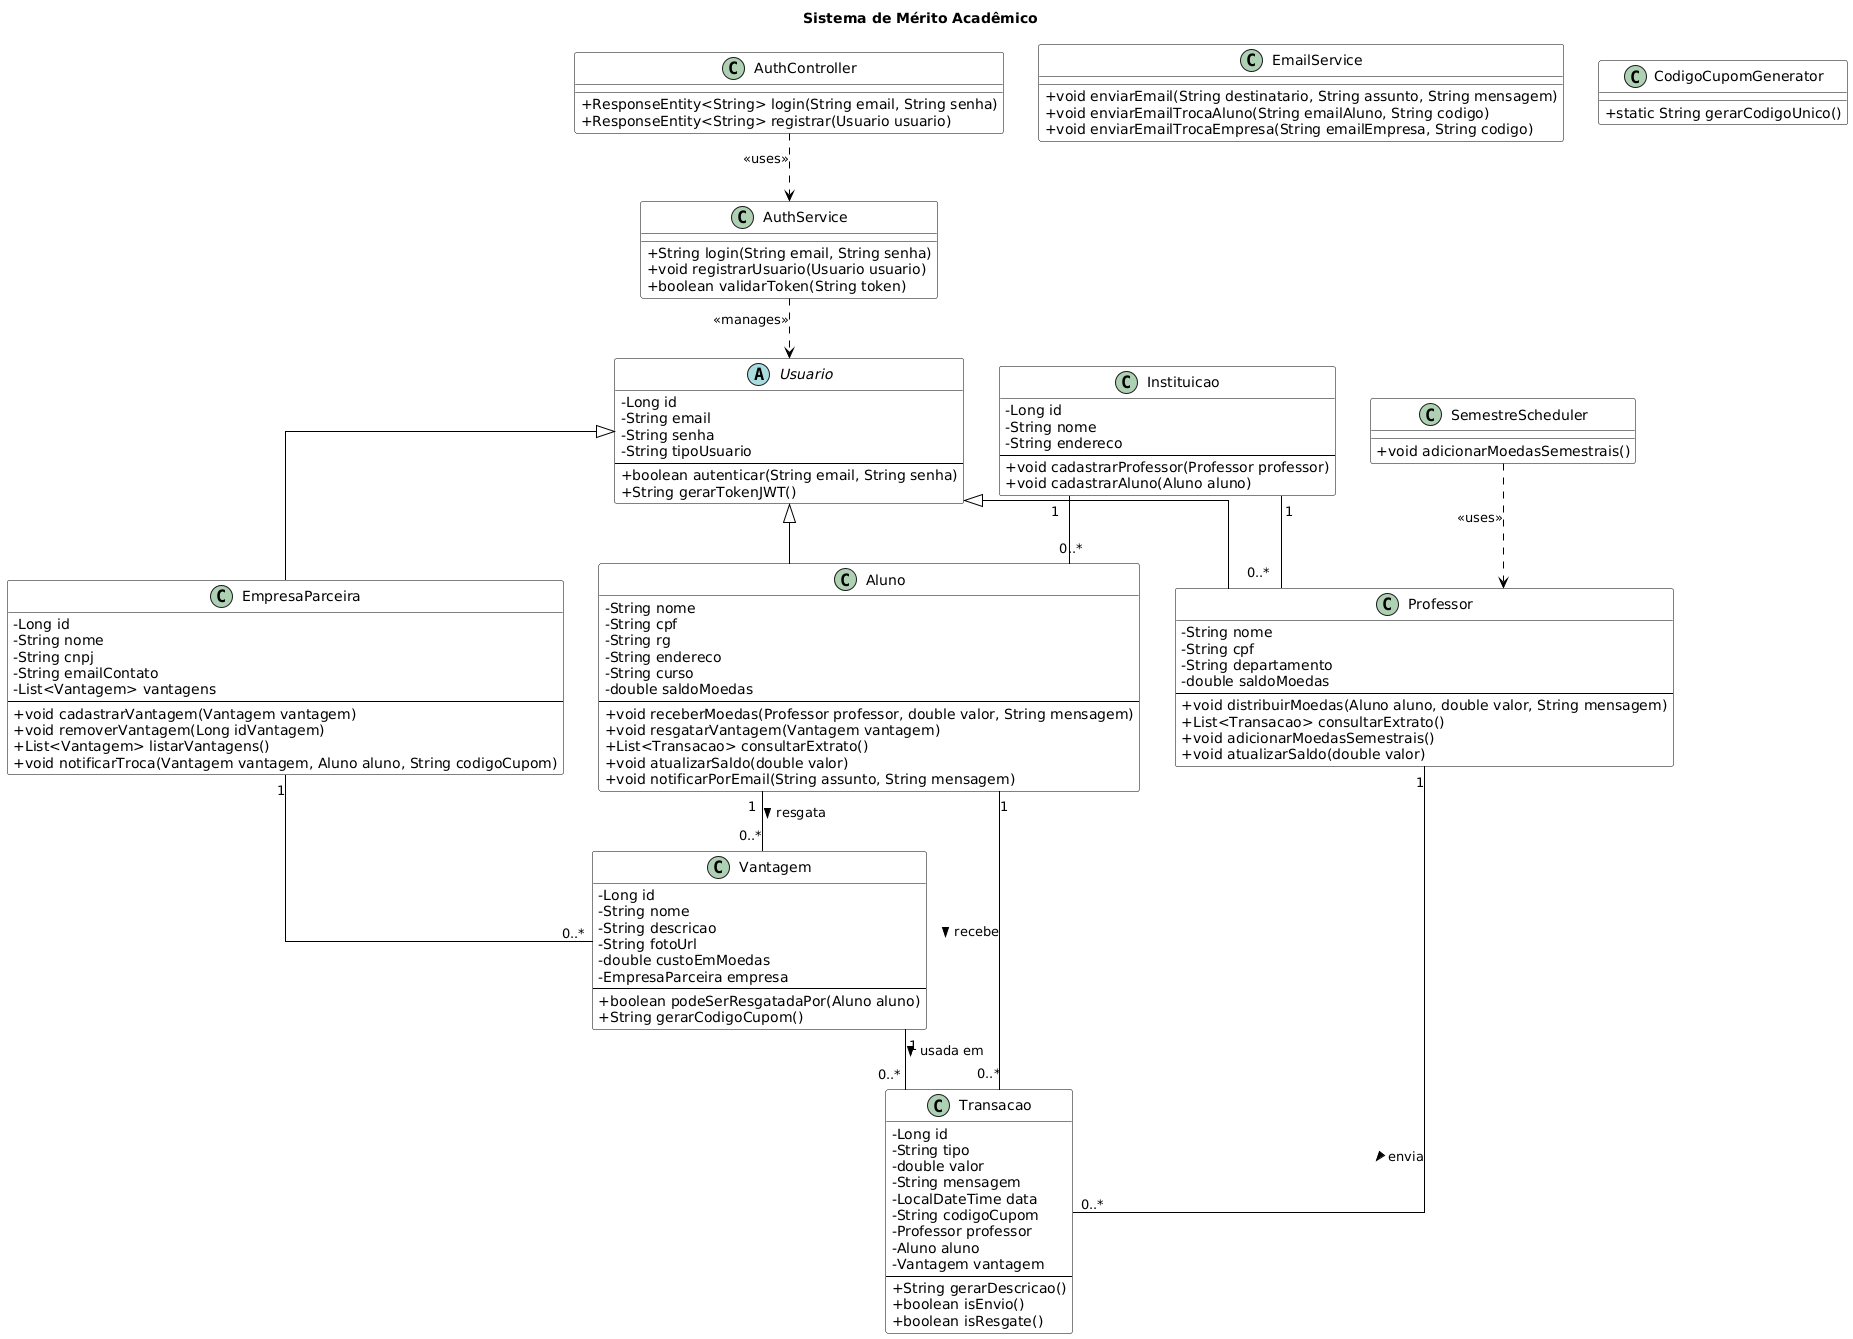 Sistema de Mérito Acadêmico
C AuthController
+ResponseEntity<String> login(String email, String senha)
+ResponseEntity<String> registrar(Usuario usuario)
C EmailService
+void enviarEmail(String destinatario, String assunto, String mensagem)
+void enviarEmailTrocaAluno(String emailAluno, String codigo)
+void enviarEmailTrocaEmpresa(String emailEmpresa, String codigo)
C CodigoCupomGenerator
+static String gerarCodigoUnico()
«uses»
C AuthService
+String login(String email, String senha)
+void registrarUsuario(Usuario usuario)
+boolean validarToken(String token)
«manages»
A Usuario
-Long id
-String email
-String senha
-String tipoUsuario
+boolean autenticar(String email, String senha)
+String gerarTokenJWT()
C Instituicao
-Long id
-String nome
-String endereco
+void cadastrarProfessor(Professor professor)
+void cadastrarAluno(Aluno aluno)
C SemestreScheduler
+void adicionarMoedasSemestrais()
1
1
«uses»
0..*
0..*
C EmpresaParceira
-Long id
-String nome
-String cnpj
-String emailContato
-List<Vantagem> vantagens
+void cadastrarVantagem(Vantagem vantagem)
+void removerVantagem(Long idVantagem)
+List<Vantagem> listarVantagens()
+void notificarTroca(Vantagem vantagem, Aluno aluno, String codigoCupom)
C Aluno
-String nome
-String cpf
-String rg
-String endereco
-String curso
-double saldoMoedas
+void receberMoedas(Professor professor, double valor, String mensagem)
+void resgatarVantagem(Vantagem vantagem)
+List<Transacao> consultarExtrato()
+void atualizarSaldo(double valor)
+void notificarPorEmail(String assunto, String mensagem)
C Professor
-String nome
-String cpf
-String departamento
-double saldoMoedas
+void distribuirMoedas(Aluno aluno, double valor, String mensagem)
+List<Transacao> consultarExtrato()
+void adicionarMoedasSemestrais()
+void atualizarSaldo(double valor)
1
1
resgata
1
1
0..*
C Vantagem
-Long id
-String nome
-String descricao
-String fotoUrl
-double custoEmMoedas
-EmpresaParceira empresa
+boolean podeSerResgatadaPor(Aluno aluno)
+String gerarCodigoCupom()
0..*
recebe
1
usada em
0..*
0..*
C Transacao
-Long id
-String tipo
-double valor
-String mensagem
-LocalDateTime data
-String codigoCupom
-Professor professor
-Aluno aluno
-Vantagem vantagem
+String gerarDescricao()
+boolean isEnvio()
+boolean isResgate()
envia
0..*